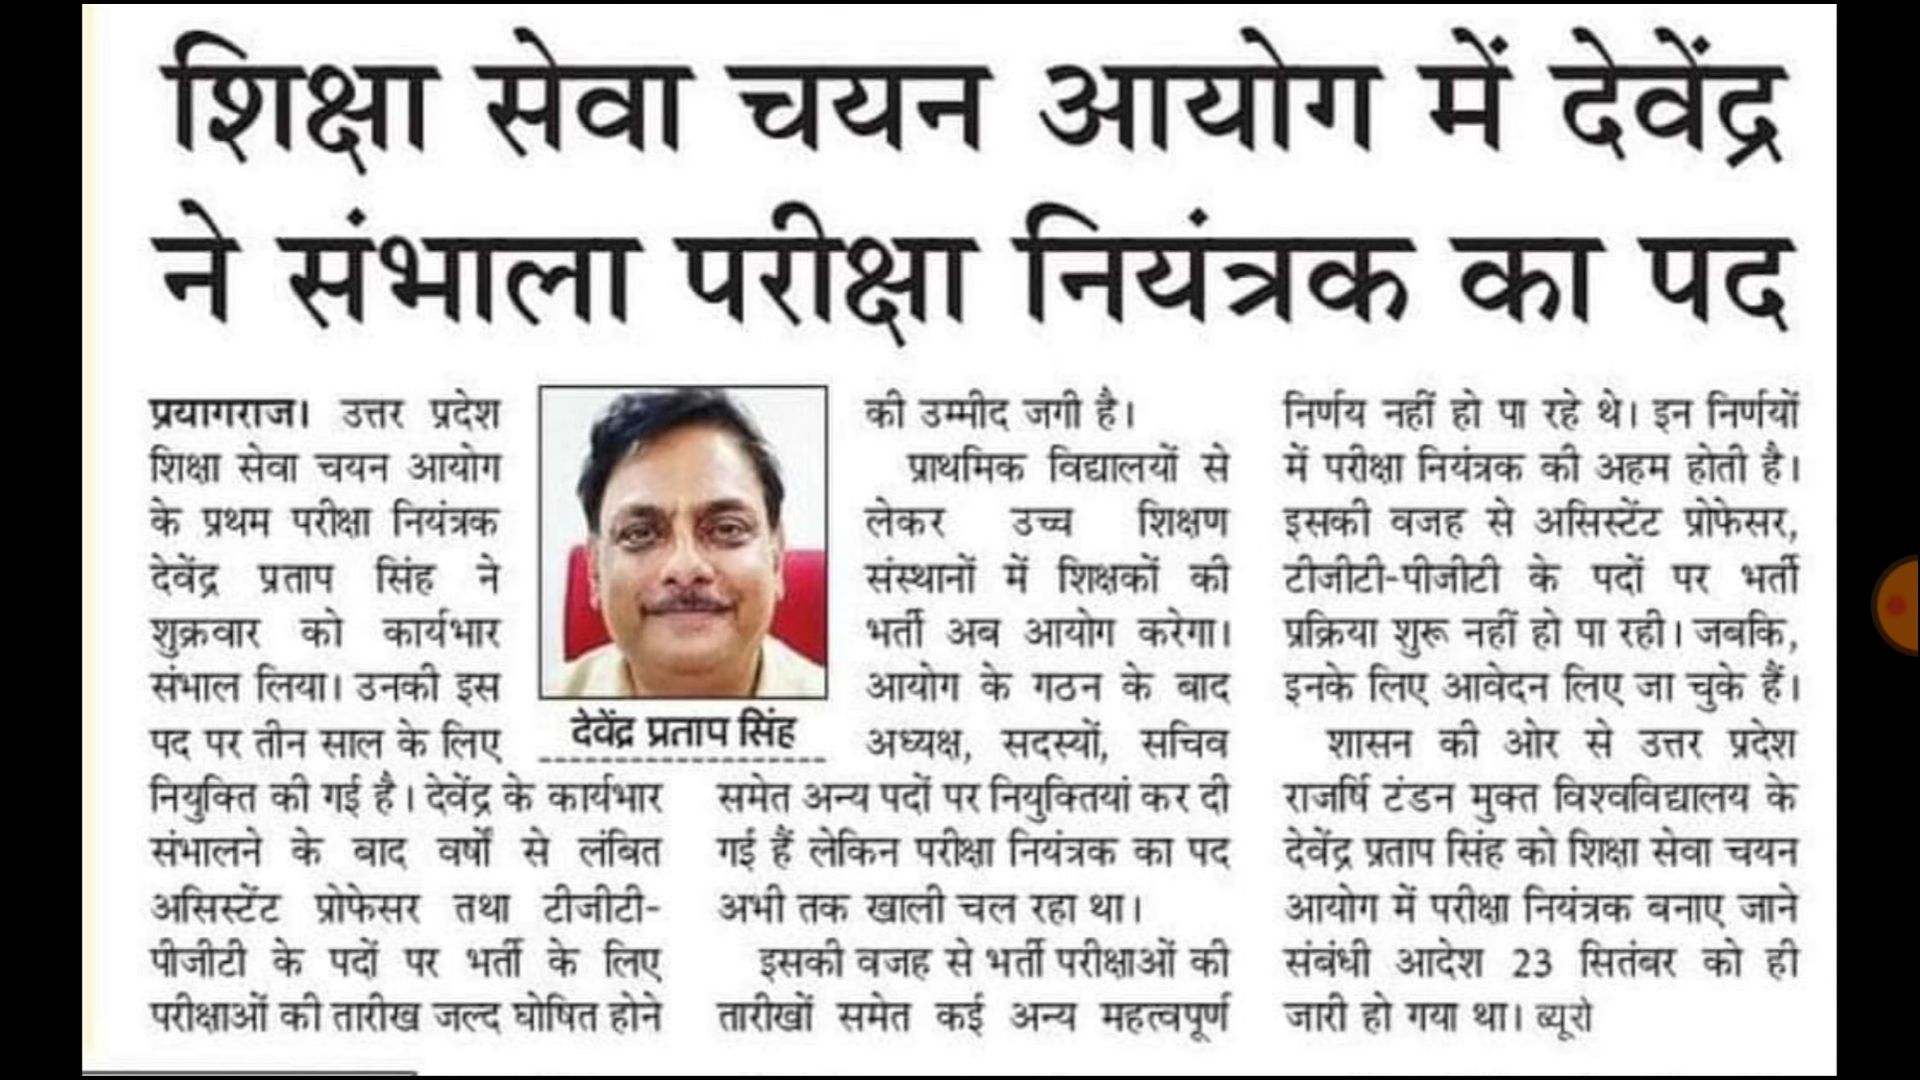 शिक्षा सेवा चयन आयोग में देवेंद्र
ने संभाला परीक्षा नियंत्रक का पद
प्रयागराज। उत्तर प्रदेश
शिक्षा सेवा चयन आयोग
के प्रथम परीक्षा नियंत्रक
देवेंद्र प्रताप सिंह ने
शुक्रवार को कार्यभार
संभाल लिया। उनकी इस
पद पर तीन साल के लिए
नियुक्ति की गई है। देवेंद्र के कार्यभार
संभालने के बाद वर्षों से लंबित
असिस्टेंट प्रोफेसर तथा टीजीटी-
पीजीटी के पदों पर भर्ती के लिए
परीक्षाओं की तारीख जल्द घोषित होने
देवेंद्र प्रताप सिंह
की उम्मीद जगी है।
प्राथमिक विद्यालयों से
लेकर उच्च शिक्षण
संस्थानों में शिक्षकों की
भर्ती अब आयोग करेगा।
आयोग के गठन के बाद
अध्यक्ष, सदस्यों, सचिव
समेत अन्य पदों पर नियुक्तियां कर दी
गई हैं लेकिन परीक्षा नियंत्रक का पद
अभी तक खाली चल रहा था।
इसकी वजह से भर्ती परीक्षाओं की
तारीखों समेत कई अन्य महत्वपूर्ण
निर्णय नहीं हो पा रहे थे। इन निर्णयों
में परीक्षा नियंत्रक की अहम होती है।
इसकी वजह से असिस्टेंट प्रोफेसर,
टीजीटी-पीजीटी के पदों पर भर्ती
प्रक्रिया शुरू नहीं हो पा रही। जबकि,
इनके लिए आवेदन लिए जा चुके हैं।
शासन की ओर से उत्तर प्रदेश
राजर्षि टंडन मुक्त विश्वविद्यालय के
देवेंद्र प्रताप सिंह को शिक्षा सेवा चयन
आयोग में परीक्षा नियंत्रक बनाए जाने
संबंधी आदेश 23 सितंबर को ही
जारी हो गया था। ब्यूरो